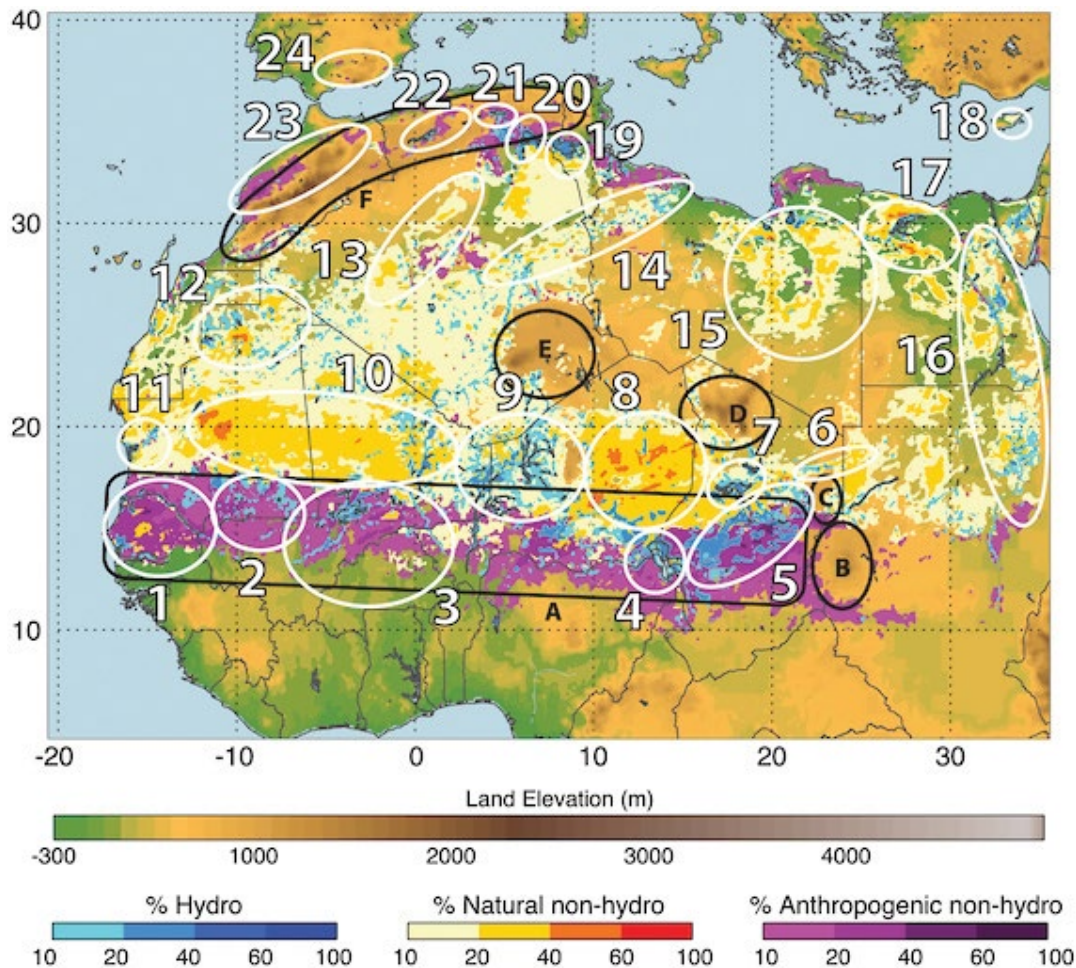 40
24
22
21
20
23
18
19
17
F
30
13
12
14
15
16
E
10
11
9
8
D
7
6
20
C
B
5
1
2
3
4
A
10
-20 -10 0 10 20 30
Land Elevation (m)
-300 1000 2000 3000 4000
% Hydro % Natural non-hydro % Anthropogenic non-hydro
10 20 40 60 100 10 20 40 60 100 10 20 40 60 100